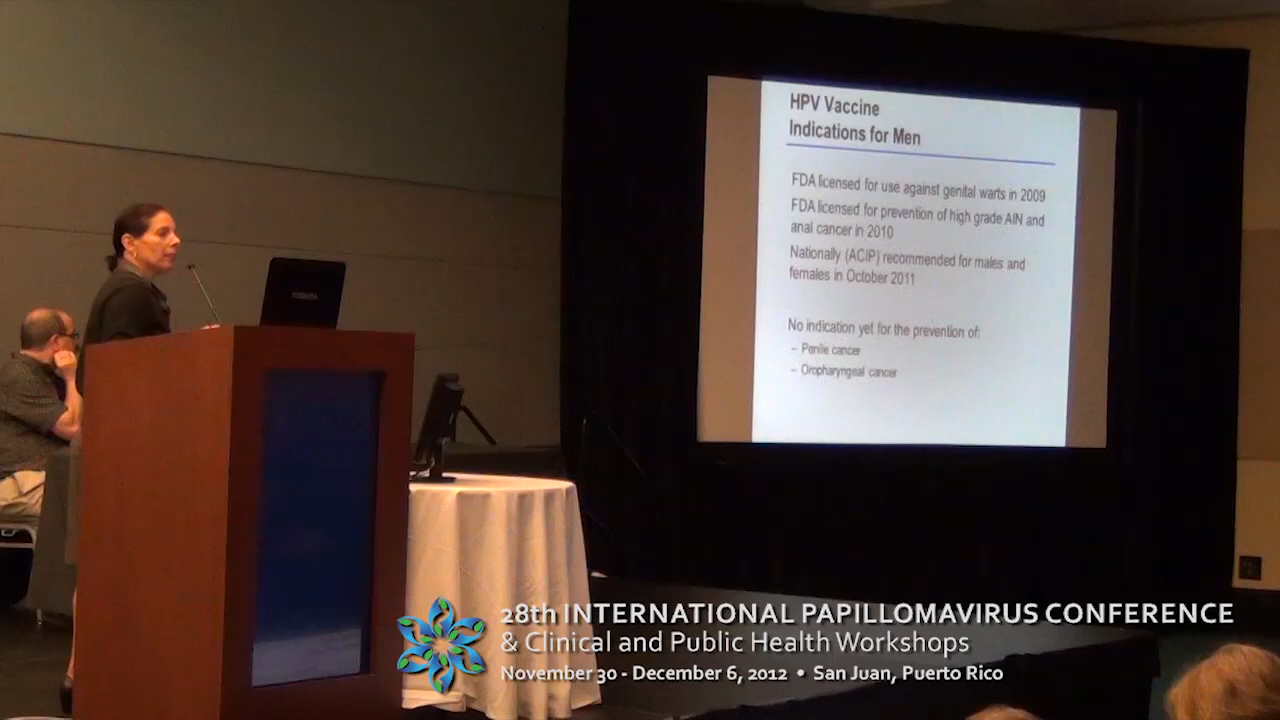 HPV Vaccine
Indications for Men
FDA licensed for use against genital warts in 2009
FDA licensed for prevention of high grade AIN and
anal cancer in 2010
Nationally (ACIP) recommended for males and
females in October 2011
No indication yet for the prevention of:
– Penile cancer
– Oropharyngeal cancer
TOSHIBA
28th INTERNATIONAL PAPILLOMAVIRUS CONFERENCE
& Clinical and Public Health Workshops
November 30 - December 6, 2012 • San Juan, Puerto Rico